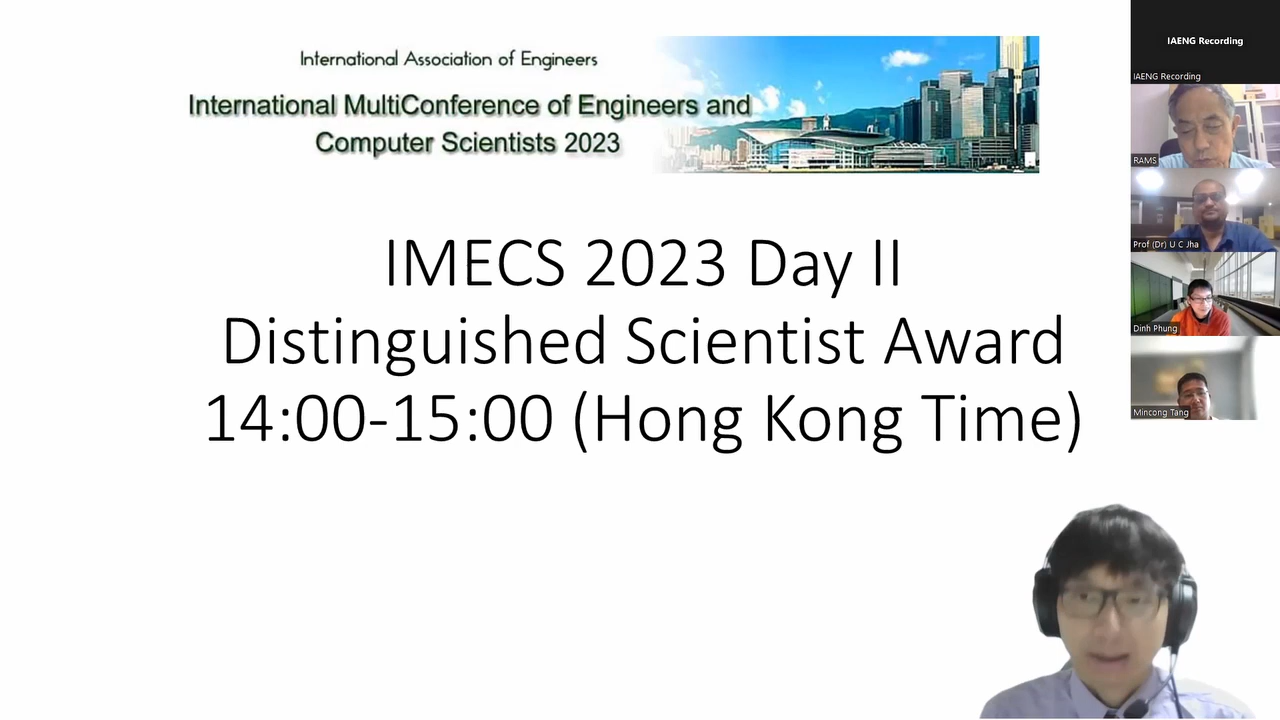 International Association of Engineers
International MultiConference of Engineers and
Computer Scientists 2023
IMECS 2023 Day II
Distinguished Scientist Award
14:00-15:00 (Hong Kong Time)
IAENG Recording
IAENG Recording
RAMS
Prof (Dr) U C Jha
Dinh Phung
Mincong Tang